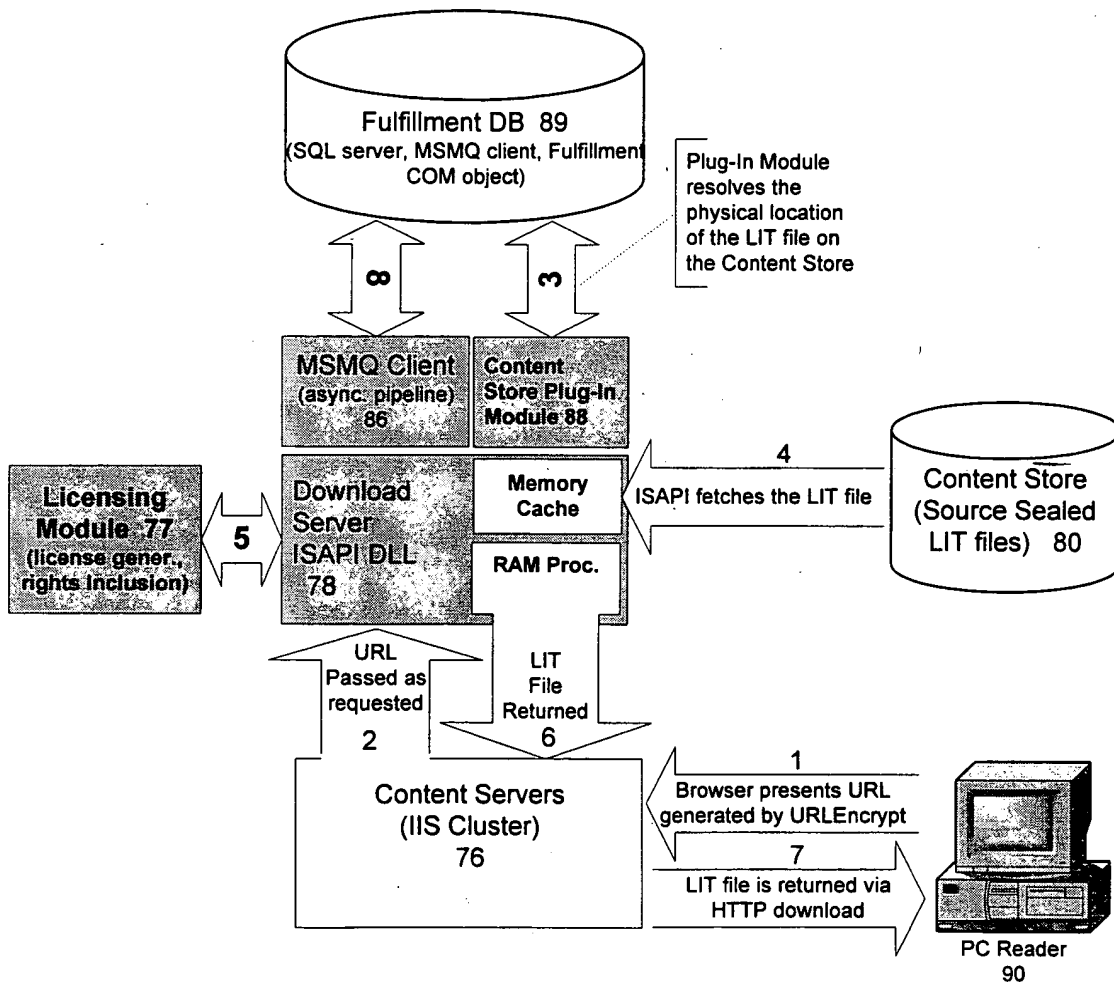 Fulfillment DB 89
(SQL server, MSMQ client, Fulfillment
COM object)
Plug-In Module
resolves the
physical location
of the LIT file on
the Content Store
8
3
MSMQ Client
(async. pipeline)
86
Content
Store Plug-In
Module 88
Licensing
Module 77
(license gener.,
rights inclusion)
5
Download
Server
ISAPI DLL
78
Memory
Cache
RAM Proc.
4
ISAPI fetches the LIT file
Content Store
(Source Sealed
LIT files) 80
URL
Passed as
requested
2
LIT
File
Returned
6
Content Servers
(IIS Cluster)
76
1
Browser presents URL
generated by URLEncrypt
7
LIT file is returned via
HTTP download
PC Reader
90